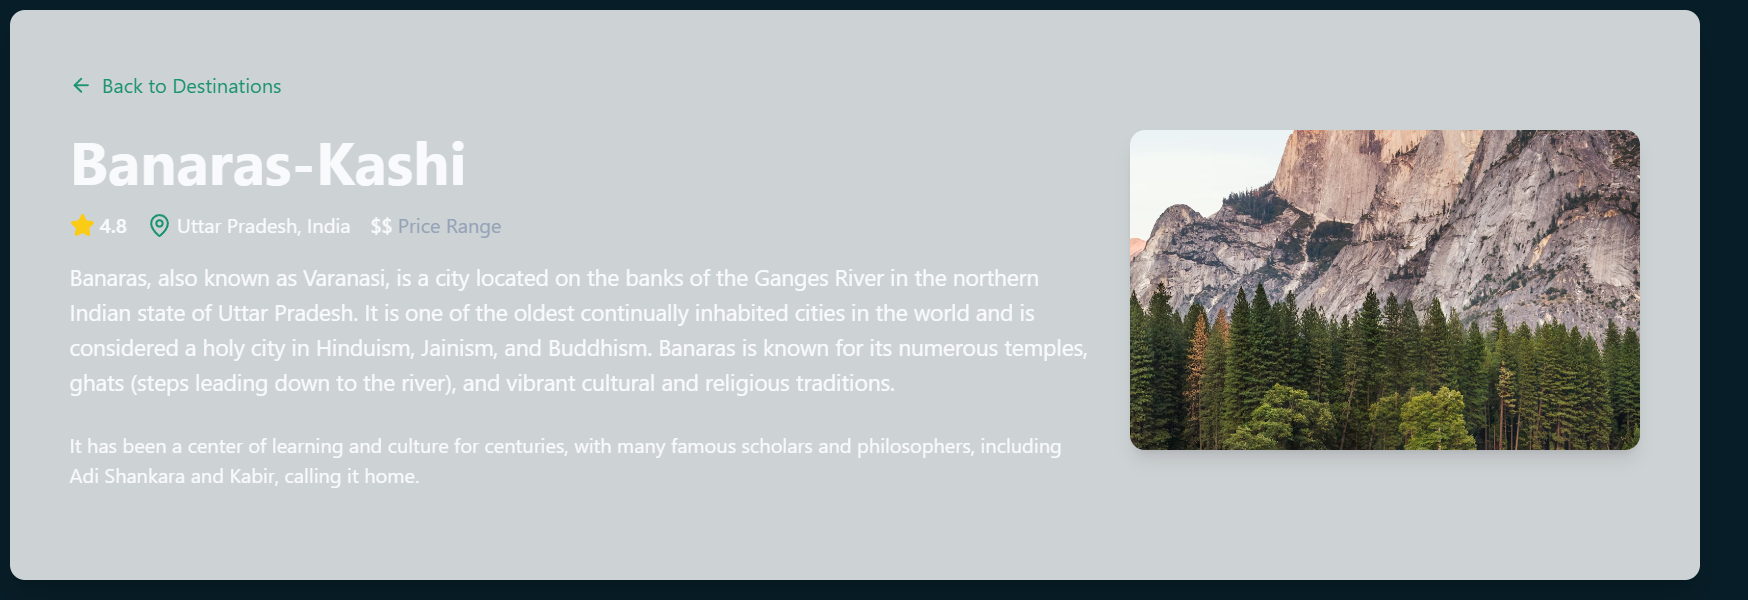 Back to Destinations
Banaras-Kashi
4.8 Uttar Pradesh, India $$ Price Range
Banaras, also known as Varanasi, is a city located on the banks of the Ganges River in the northern
Indian state of Uttar Pradesh. It is one of the oldest continually inhabited cities in the world and is
considered a holy city in Hinduism, Jainism, and Buddhism. Banaras is known for its numerous temples,
ghats (steps leading down to the river), and vibrant cultural and religious traditions.
It has been a center of learning and culture for centuries, with many famous scholars and philosophers, including
Adi Shankara and Kabir, calling it home.